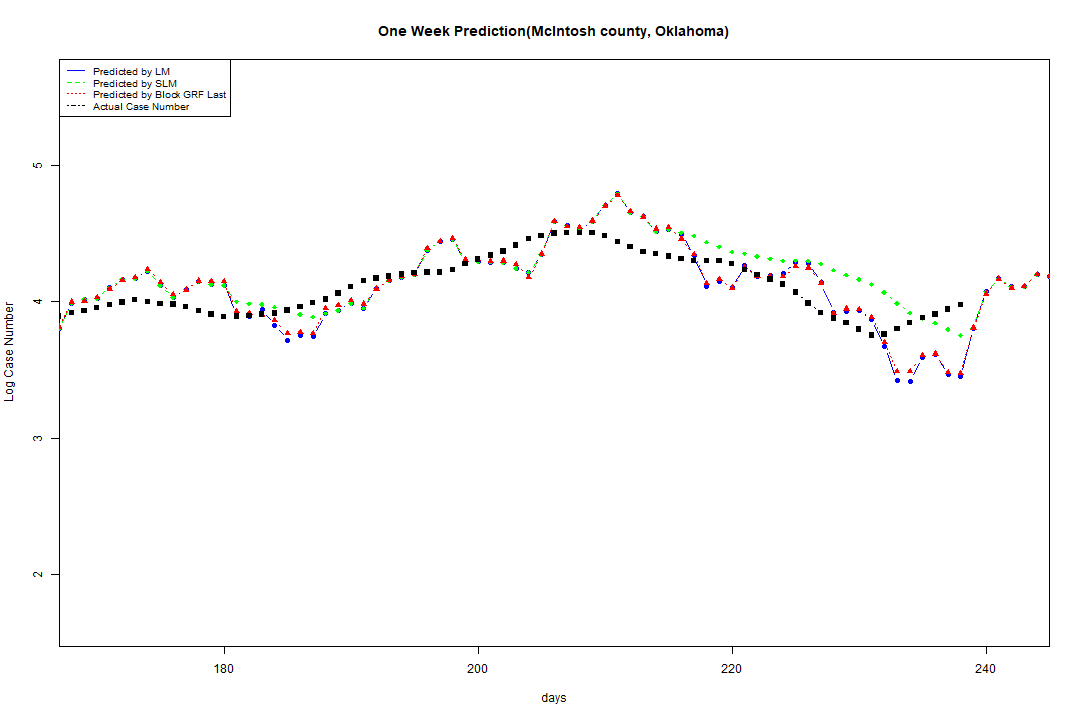 One Week Prediction(McIntosh county, Oklahoma)
Predicted by LM
Predicted by SLM
Predicted by Block GRF Last
Actual Case Number
5
4
3
2
Log Case Number
180
200
220
240
days